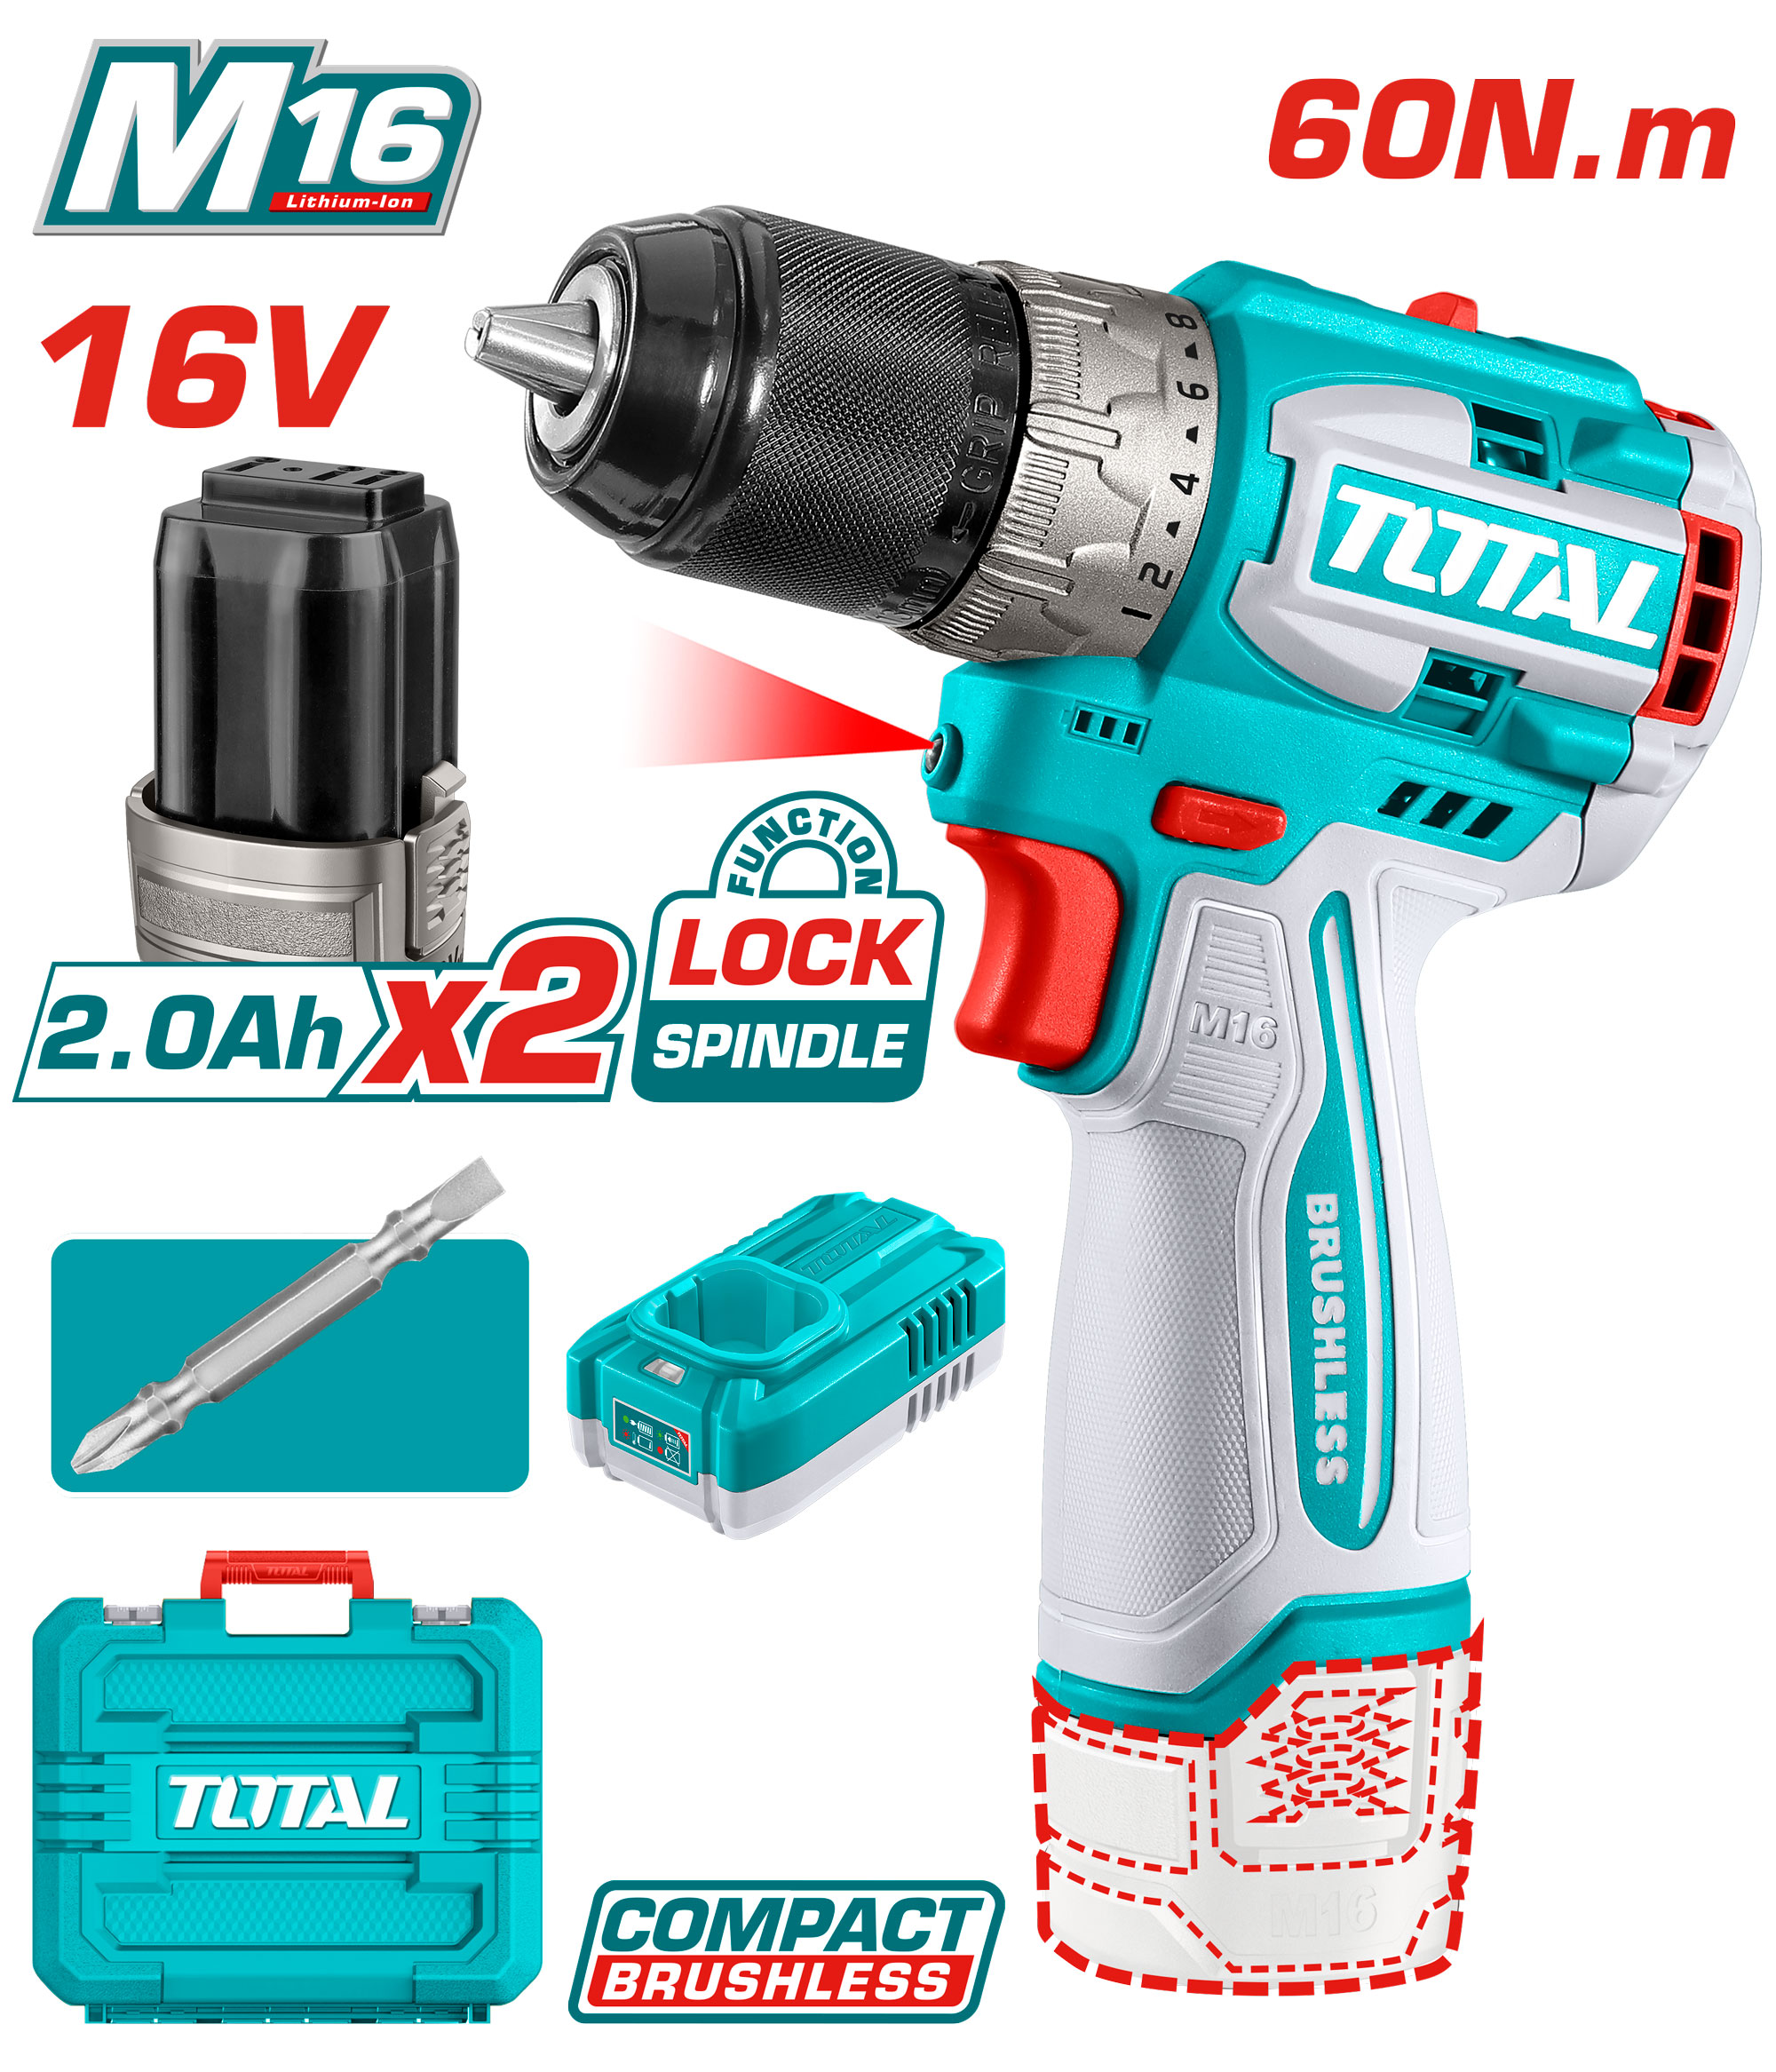 M16
Lithium-Ion
60N.m
16V
GRIP
8
6
4
2
1
TOTAL
FUNCTION
LOCK
SPINDLE
2.0Ah x2
M16
BRUSHLESS
TOTAL
TOTAL
TOTAL
M16
COMPACT
BRUSHLESS